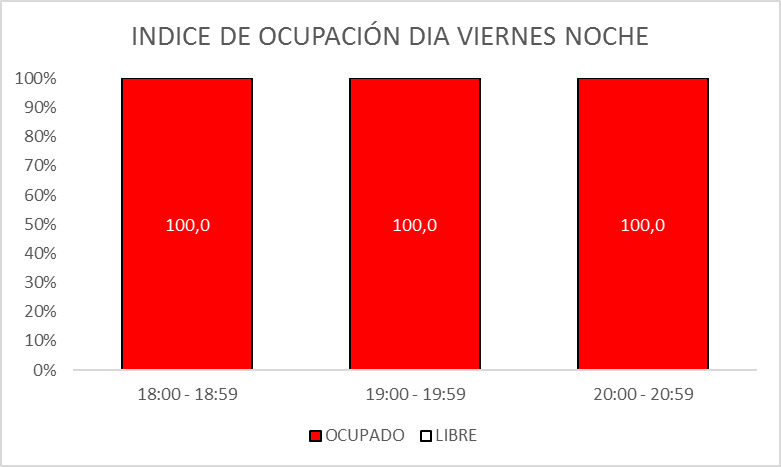 INDICE DE OCUPACIÓN DIA VIERNES NOCHE
100%
90%
80%
70%
60%
50%
40%
30%
20%
10%
0%
100,0 100,0 100,0
18:00 - 18:59 19:00 - 19:59 20:00 - 20:59
OCUPADO LIBRE